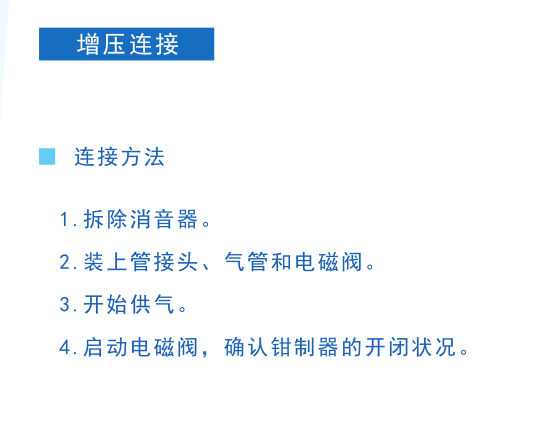 增压连接
连接方法
1.拆除消音器。
2.装上管接头、气管和电磁阀。
3.开始供气。
4.启动电磁阀，确认钳制器的开闭状况。